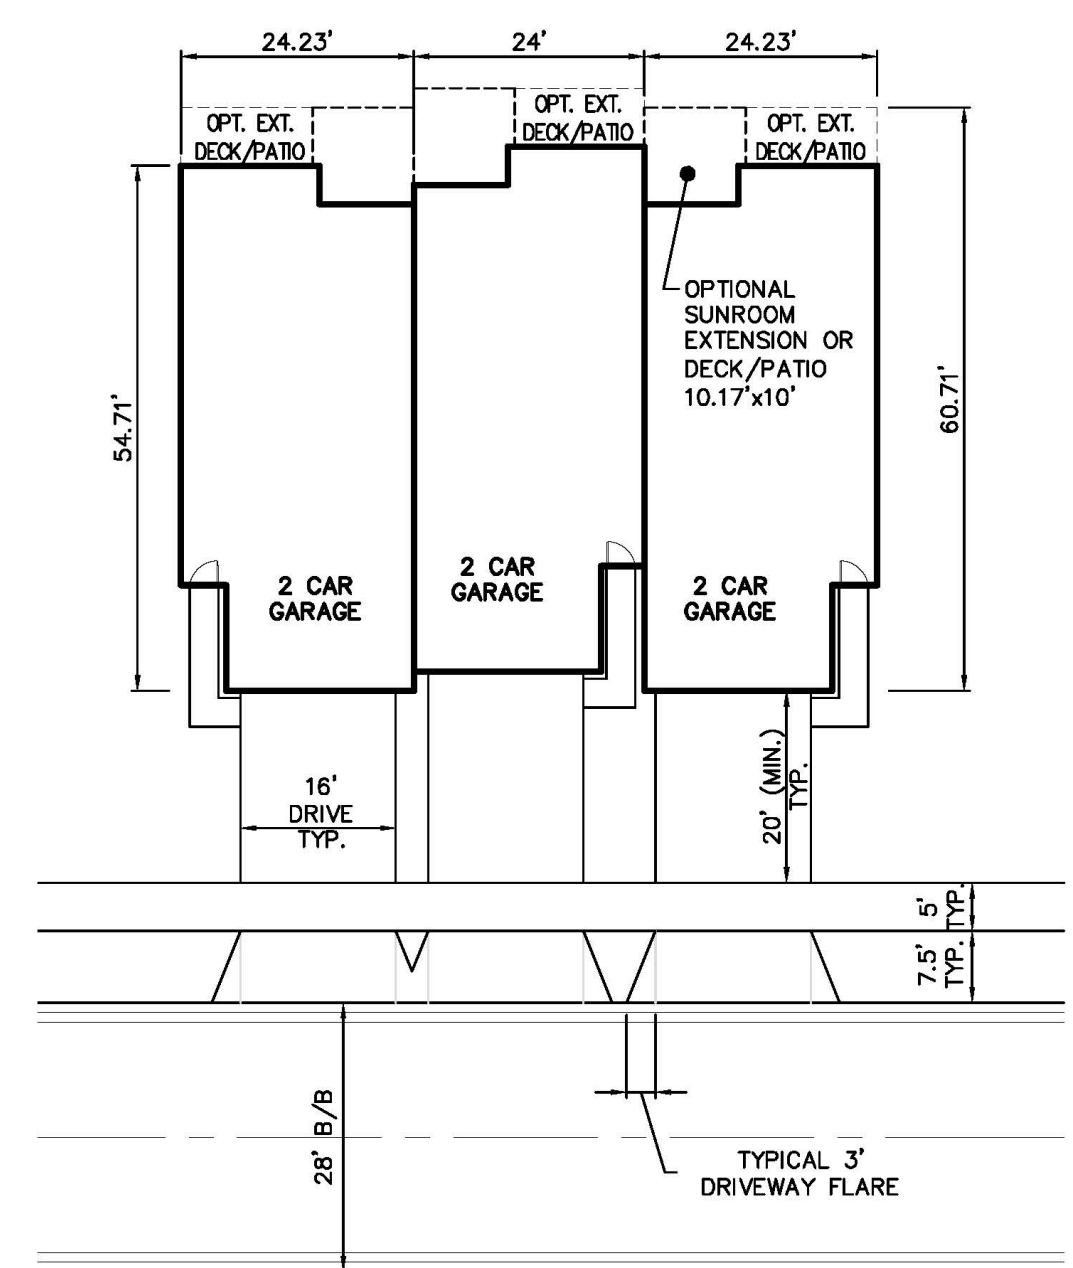 24.23'
24'
24.23'
OPT. EXT.
DECK/PATIO
OPT. EXT.
DECK/PATIO
OPT. EXT.
DECK/PATIO
OPTIONAL
SUNROOM
EXTENSION OR
DECK/PATIO
10.17'x10'
54.71'
60.71'
2 CAR
GARAGE
2 CAR
GARAGE
2 CAR
GARAGE
16'
DRIVE
TYP.
20' (MIN.)
TYP.
5'
TYP.
7.5'
TYP.
28' B/B
TYPICAL 3'
DRIVEWAY FLARE